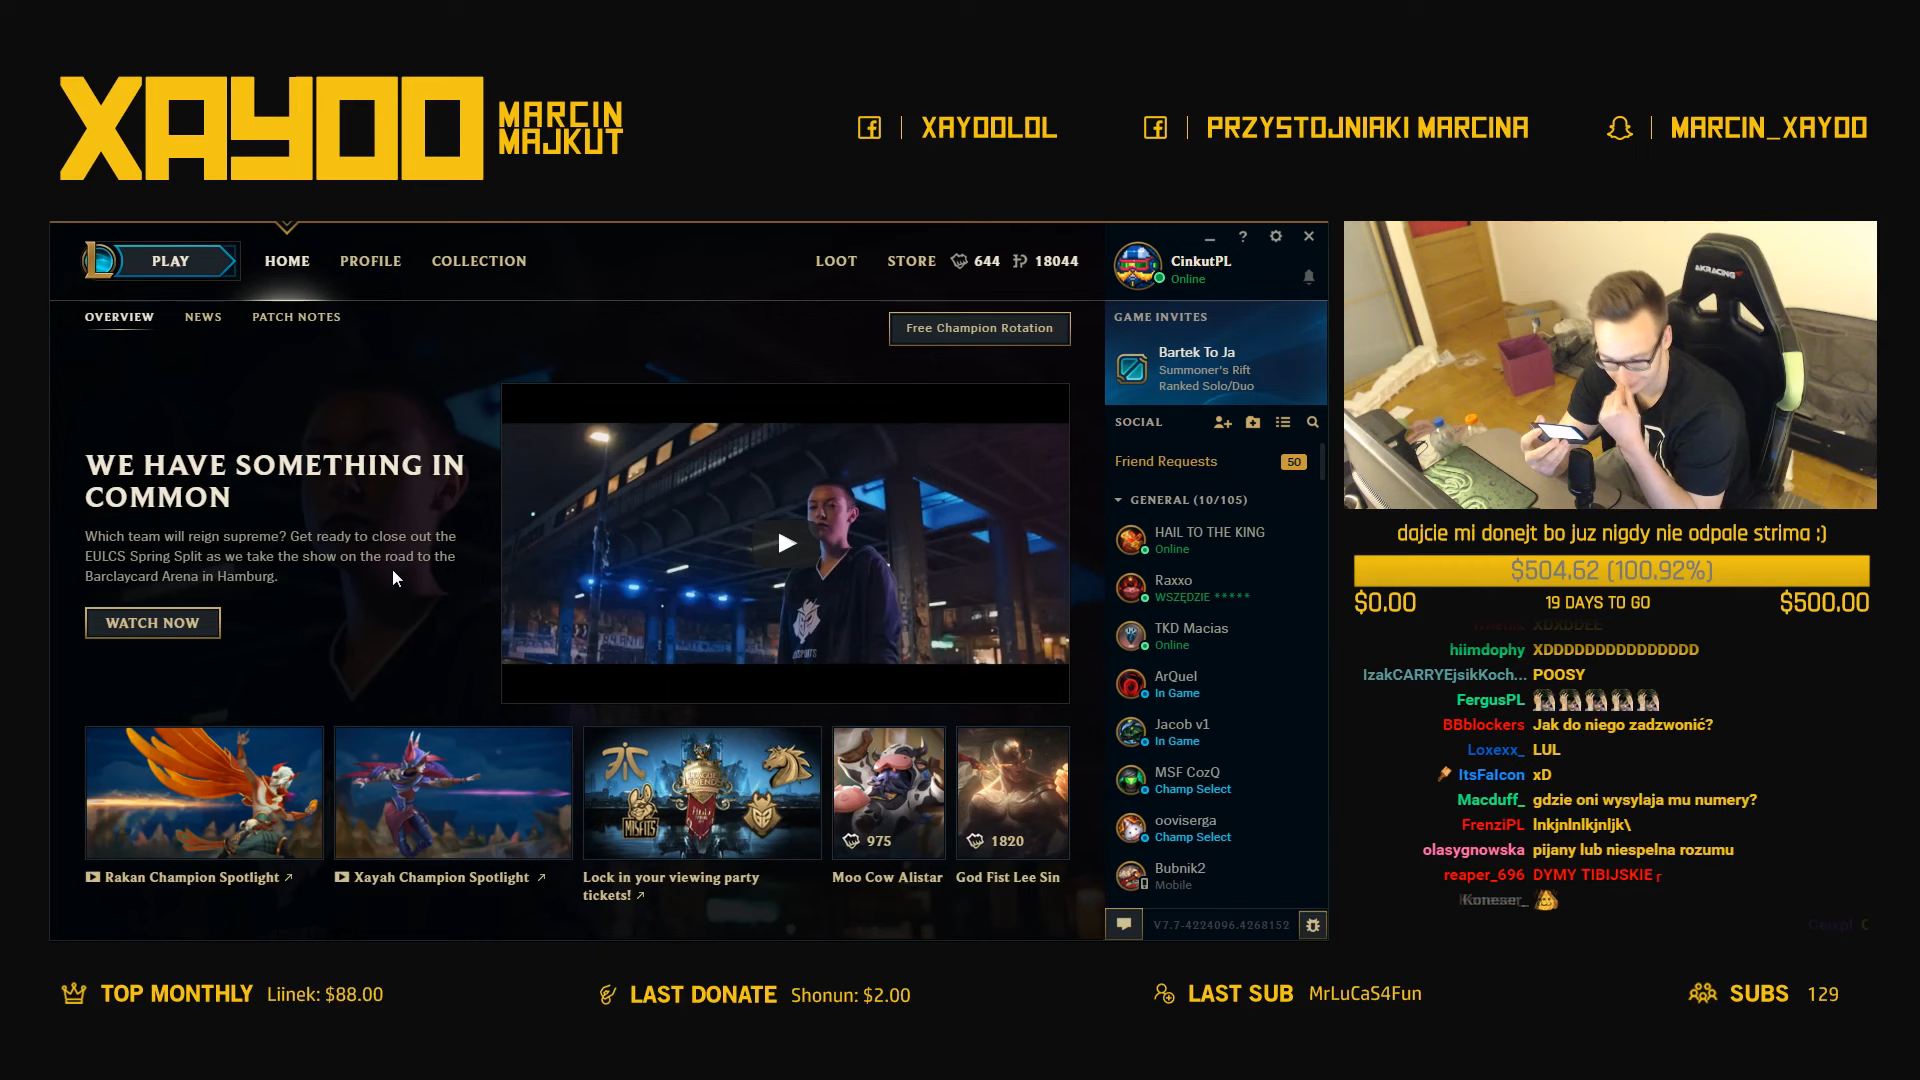 XAYOO
MARCIN
MAJKUT
XAYOOLOL
PRZYSTOJNIAKI MARCINA
MARCIN_XAYOO
PLAY
HOME
PROFILE
COLLECTION
LOOT
STORE
644
18044
CinkutPL
Online
OVERVIEW
NEWS
PATCH NOTES
Free Champion Rotation
WE HAVE SOMETHING IN
COMMON
Which team will reign supreme? Get ready to close out the
EULCS Spring Split as we take the show on the road to the
Barclaycard Arena in Hamburg.
WATCH NOW
Rakan Champion Spotlight
Xayah Champion Spotlight
MISFITS
Lock in your viewing party
tickets!
975
Moo Cow Alistar
1820
God Fist Lee Sin
GAME INVITES
Bartek To Ja
Summoner's Rift
Ranked Solo/Duo
SOCIAL
Friend Requests
50
GENERAL (10/105)
HAIL TO THE KING
Online
Raxxo
WSZĘDZIE *****
TKD Macias
Online
ArQuel
In Game
Jacob v1
In Game
MSF CozQ
Champ Select
ooviserga
Champ Select
Bubnik2
Mobile
V7.7-4224096.4268152
AKRACING
dajcie mi donejt bo juz nigdy nie odpale strima :)
$504.62 (100.92%)
$0.00
19 DAYS TO GO
$500.00
XDXDDEE
hiimdophy XDDDDDDDDDDDDDDD
IzakCARRYEjsikKoch... POOSY
FergusPL
BBblockers Jak do niego zadzwonić?
Loxexx_ LUL
ItsFalcon xD
Macduff_ gdzie oni wysylaja mu numery?
FrenziPL lnkjnlnlkjnljk\
olasygnowska pijany lub niespelna rozumu
reaper_696 DYMY TIBIJSKIE r
Koneser_
TOP MONTHLY Liinek: $88.00
LAST DONATE Shonun: $2.00
LAST SUB MrLuCaS4Fun
SUBS 129